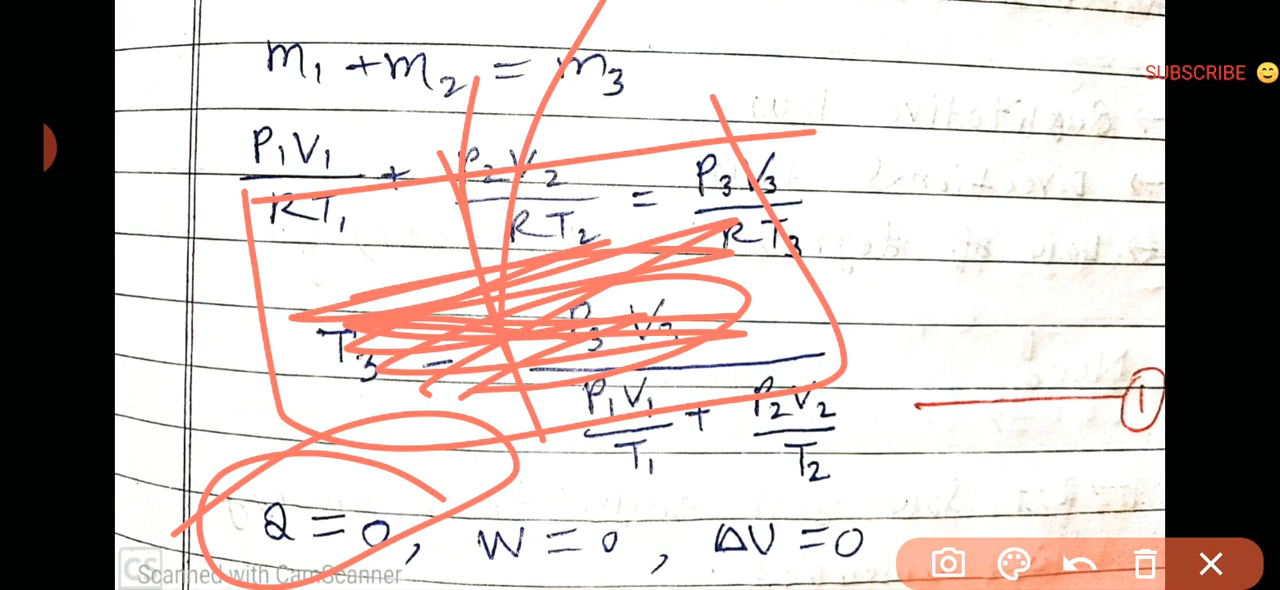 m₁ + m₂ = m₃
SUBSCRIBE 😊
P₁V₁/RT₁ + P₂V₂/RT₂ = P₃V₃/RT₃
T₃ = P₃V₃/(P₁V₁/T₁ + P₂V₂/T₂) ①
Q = 0, W = 0, ΔU = 0
CS Scanned with CamScanner